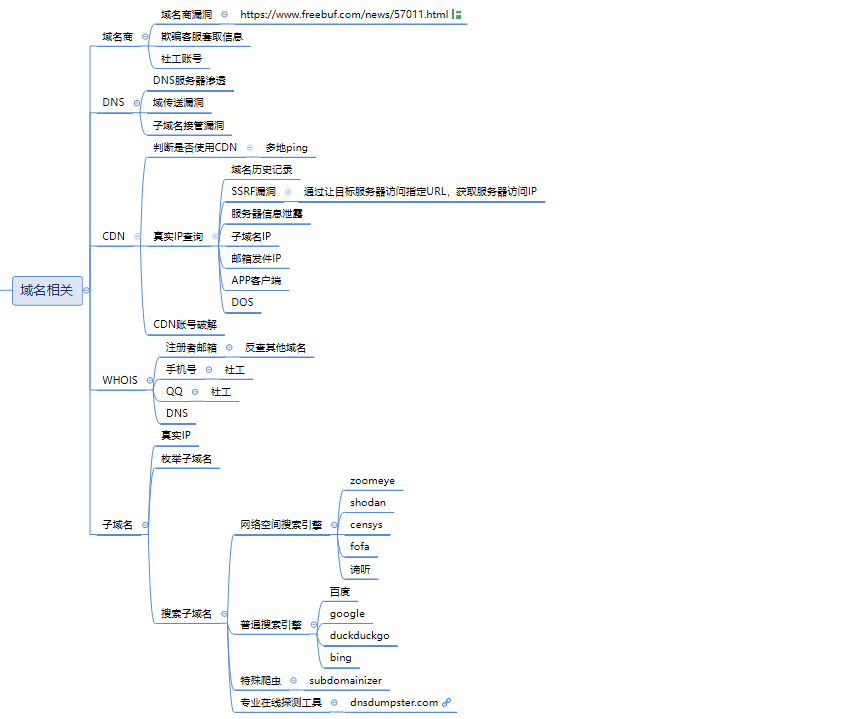 域名商漏洞
https://www.freebuf.com/news/57011.html
域名商
欺骗客服套取信息
社工账号
DNS服务器渗透
DNS
域传送漏洞
子域名接管漏洞
判断是否使用CDN
多地ping
域名历史记录
SSRF漏洞
通过让目标服务器访问指定URL，获取服务器访问IP
服务器信息泄露
CDN
真实IP查询
子域名IP
邮箱发件IP
APP客户端
域名相关
DOS
CDN账号破解
注册者邮箱
反查其他域名
手机号
社工
WHOIS
QQ
社工
DNS
真实IP
枚举子域名
zoomeye
shodan
子域名
网络空间搜索引擎
censys
fofa
谛听
百度
搜索子域名
google
普通搜索引擎
duckduckgo
bing
特殊爬虫
subdomainizer
专业在线探测工具
dnsdumpster.com